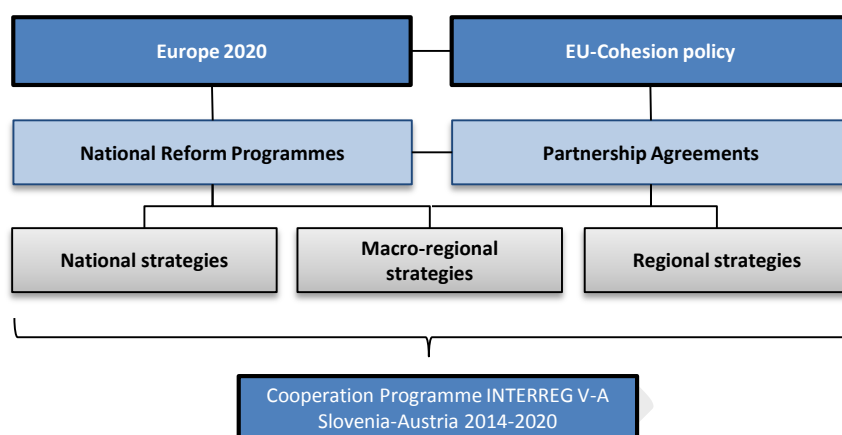 Europe 2020
EU-Cohesion policy
National Reform Programmes
Partnership Agreements
National strategies
Macro-regional
strategies
Regional strategies
Cooperation Programme INTERREG V-A
Slovenia-Austria 2014-2020